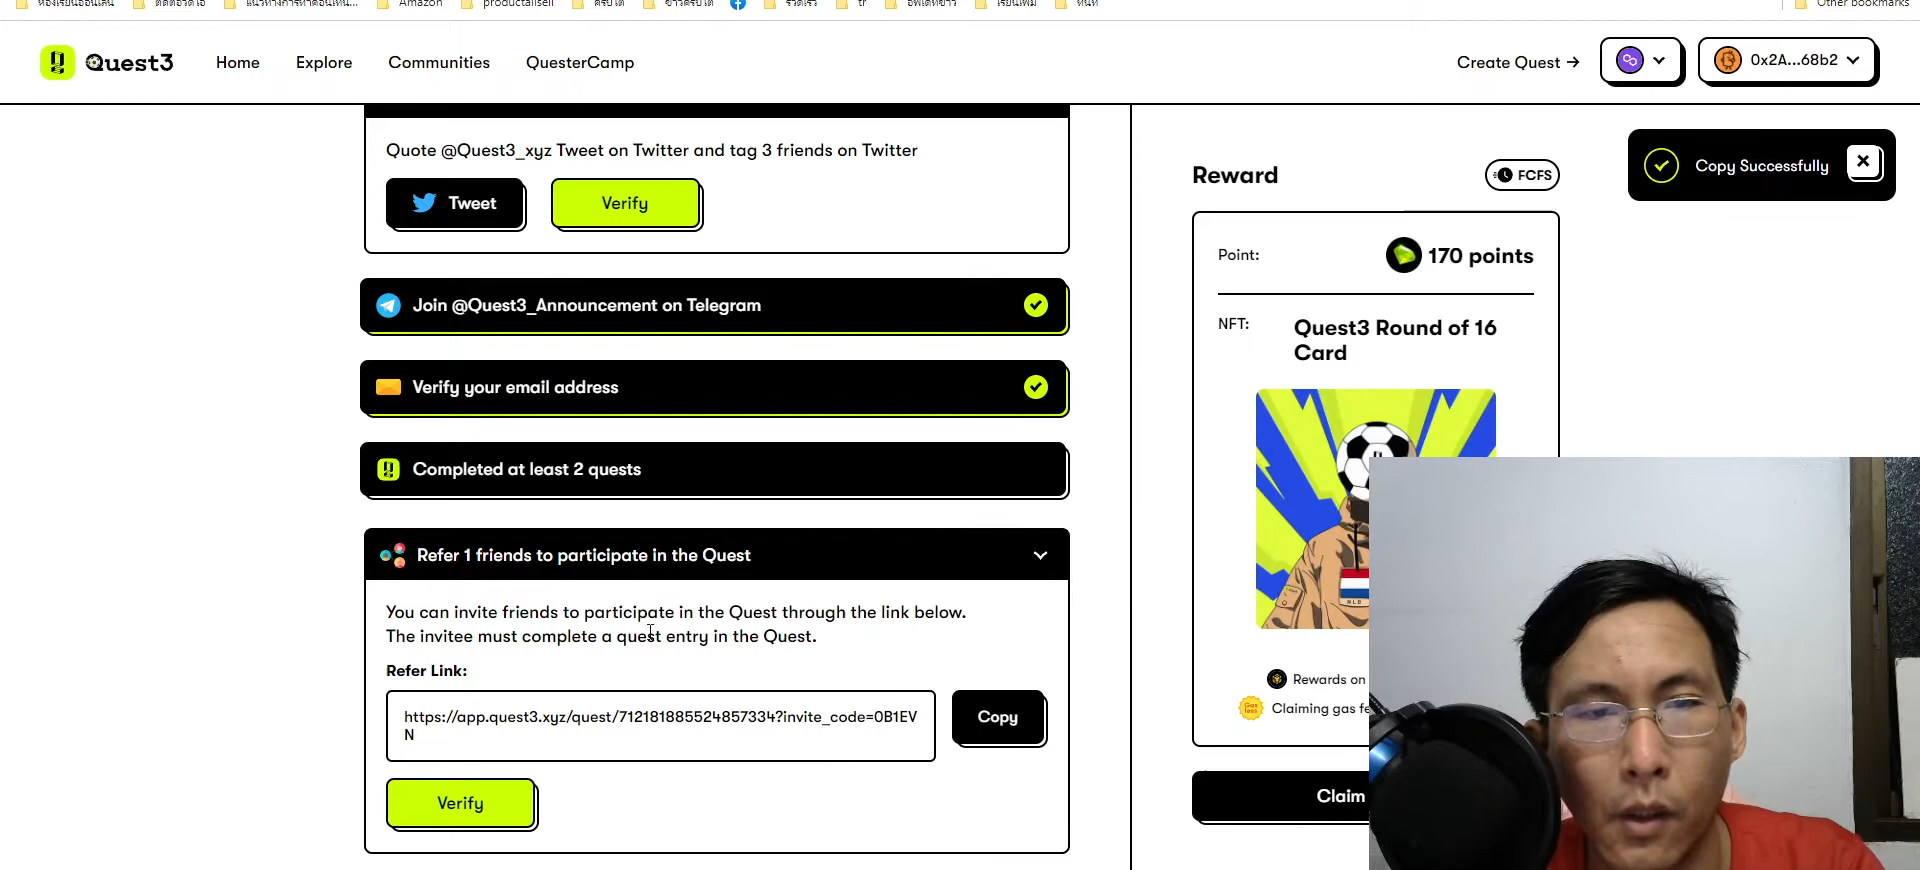 Amazon
productallsell
Other bookmarks
Quest3
Home
Explore
Communities
QuesterCamp
Create Quest →
0x2A...68b2
Quote @Quest3_xyz Tweet on Twitter and tag 3 friends on Twitter
Tweet
Verify
Join @Quest3_Announcement on Telegram
Verify your email address
Completed at least 2 quests
Refer 1 friends to participate in the Quest
You can invite friends to participate in the Quest through the link below.
The invitee must complete a quest entry in the Quest.
Refer Link:
https://app.quest3.xyz/quest/712181885524857334?invite_code=0B1EV
N
Copy
Verify
Reward
FCFS
Point:
170 points
NFT:
Quest3 Round of 16
Card
NLD
Rewards on
Gas
less
Claiming gas fe
Claim
Copy Successfully